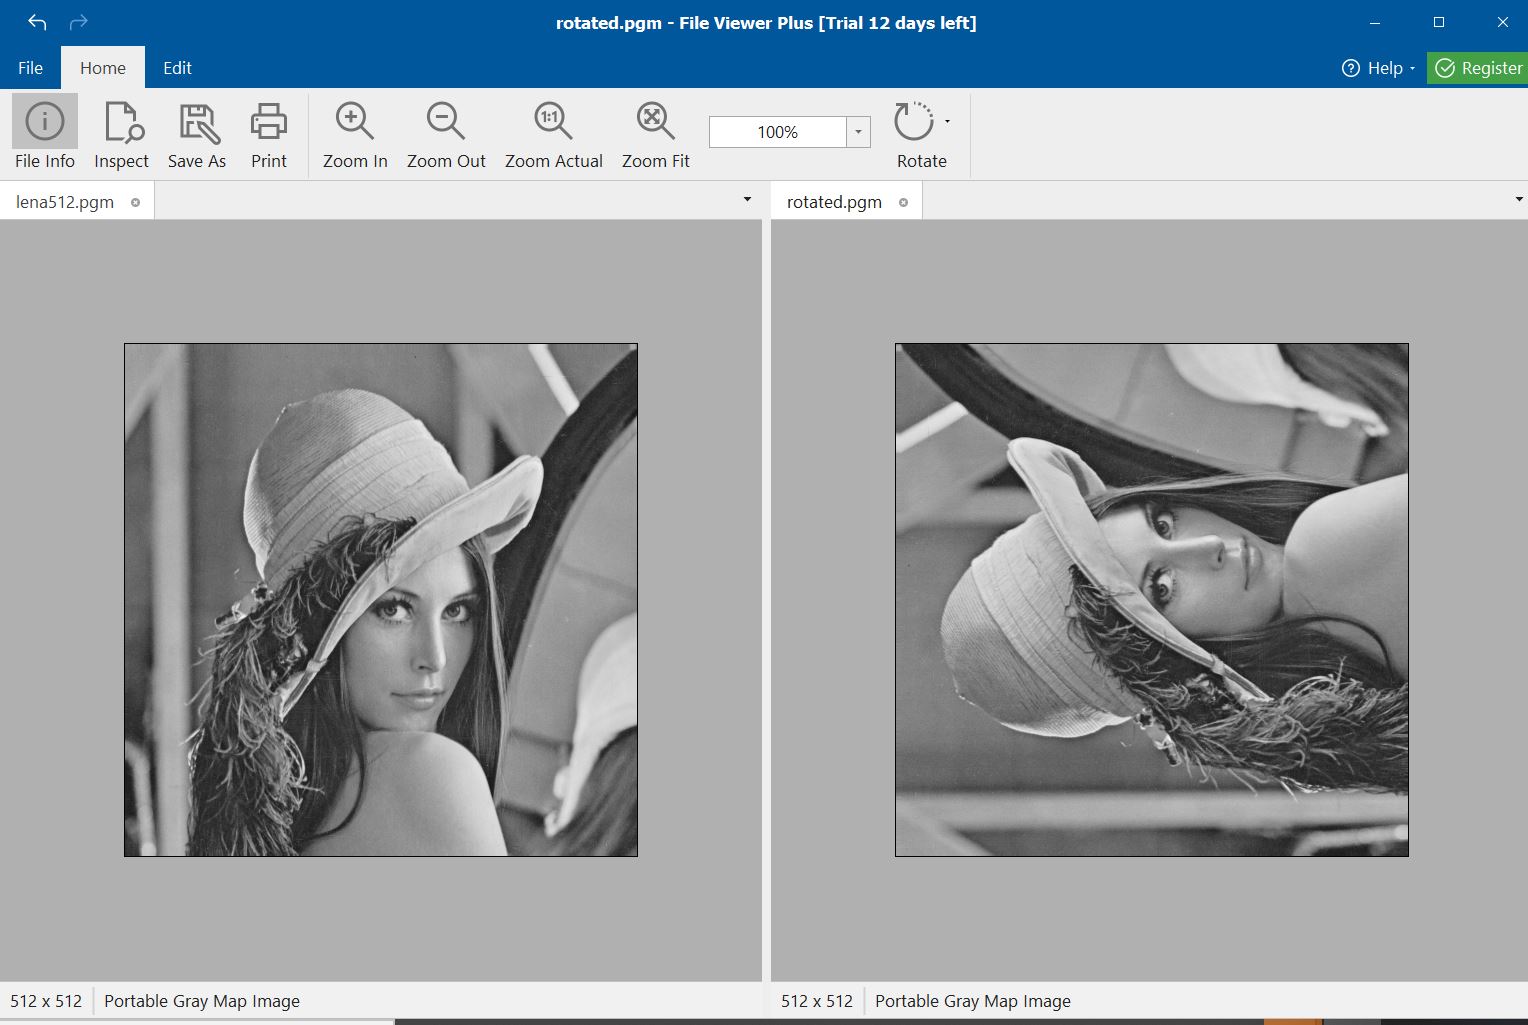 rotated.pgm - File Viewer Plus [Trial 12 days left]
File Home Edit Help Register
File Info Inspect Save As Print Zoom In Zoom Out 1:1 Zoom Actual Zoom Fit 100% Rotate
lena512.pgm rotated.pgm
512 x 512 Portable Gray Map Image 512 x 512 Portable Gray Map Image